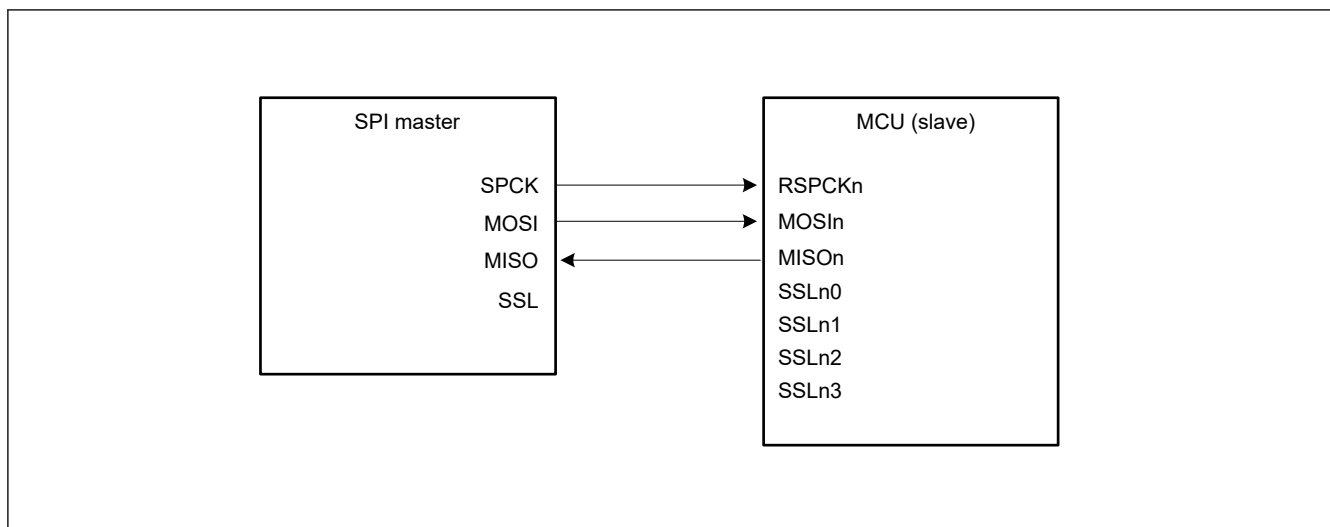 SPI master
SPCK
MOSI
MISO
SSL
MCU (slave)
RSPCKn
MOSIn
MISOn
SSLn0
SSLn1
SSLn2
SSLn3